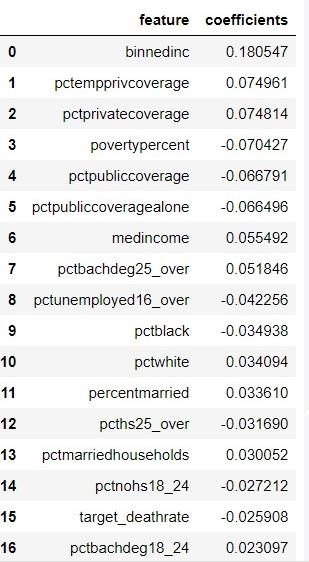 feature coefficients
0 binnedinc 0.180547
1 pctempprivcoverage 0.074961
2 pctprivatecoverage 0.074814
3 povertypercent -0.070427
4 pctpubliccoverage -0.066791
5 pctpubliccoveragealone -0.066496
6 medincome 0.055492
7 pctbachdeg25_over 0.051846
8 pctunemployed16_over -0.042256
9 pctblack -0.034938
10 pctwhite 0.034094
11 percentmarried 0.033610
12 pcths25_over -0.031690
13 pctmarriedhouseholds 0.030052
14 pctnohs18_24 -0.027212
15 target_deathrate -0.025908
16 pctbachdeg18_24 0.023097